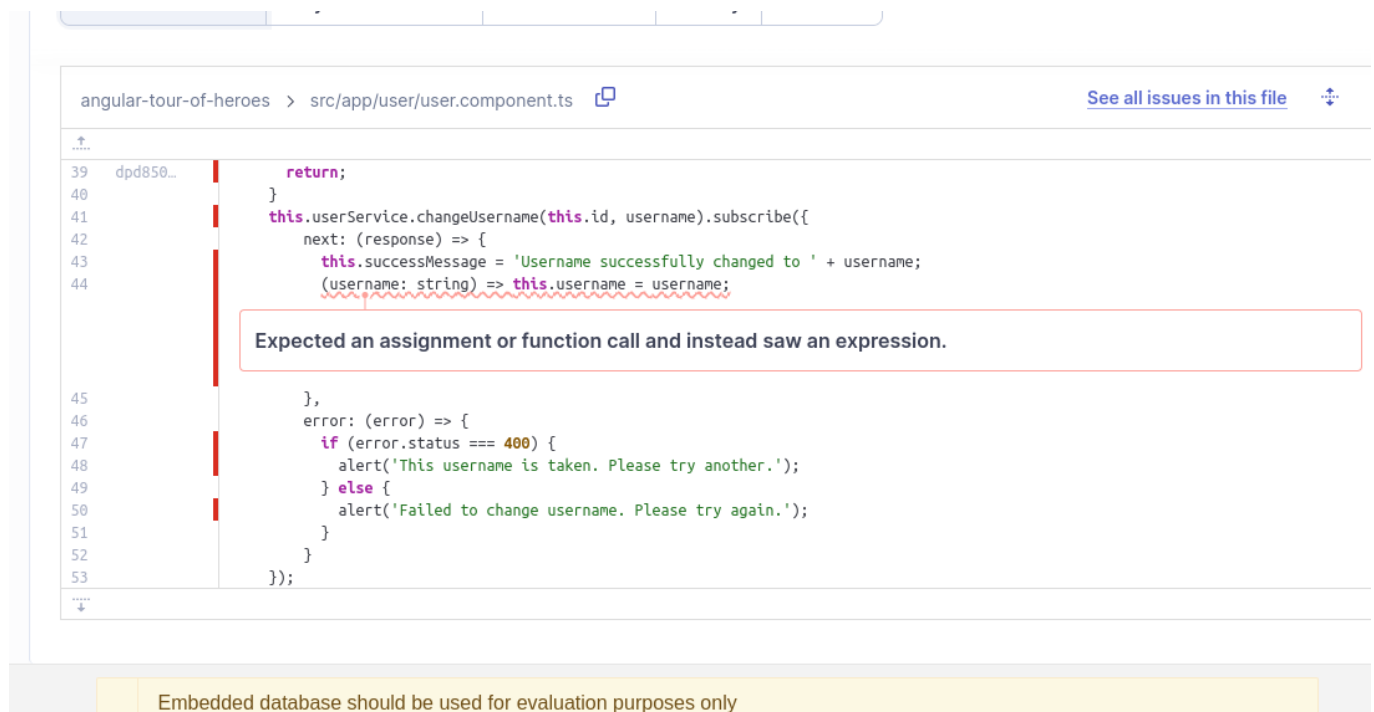 angular-tour-of-heroes > src/app/user/user.component.ts See all issues in this file
39 dpd850… return;
40 }
41 this.userService.changeUsername(this.id, username).subscribe({
42 next: (response) => {
43 this.successMessage = 'Username successfully changed to ' + username;
44 (username: string) => this.username = username;
Expected an assignment or function call and instead saw an expression.
45 },
46 error: (error) => {
47 if (error.status === 400) {
48 alert('This username is taken. Please try another.');
49 } else {
50 alert('Failed to change username. Please try again.');
51 }
52 }
53 });
Embedded database should be used for evaluation purposes only